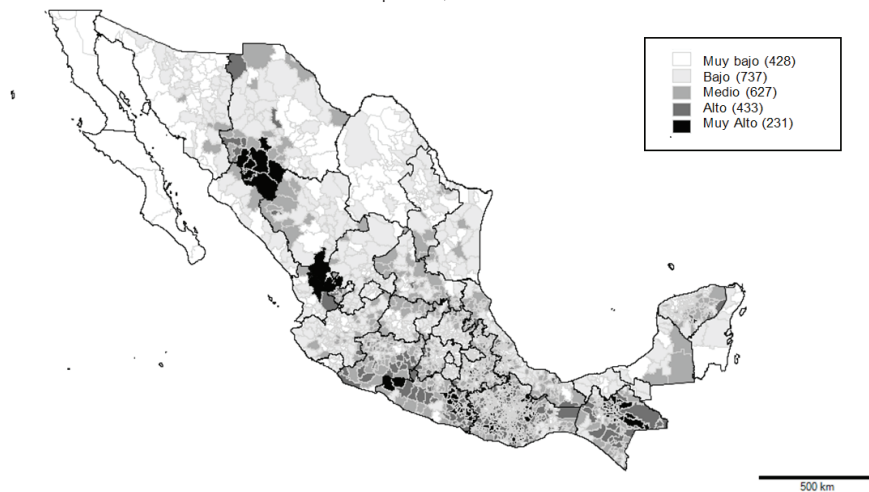 Muy bajo (428)
Bajo (737)
Medio (627)
Alto (433)
Muy Alto (231)
500 km